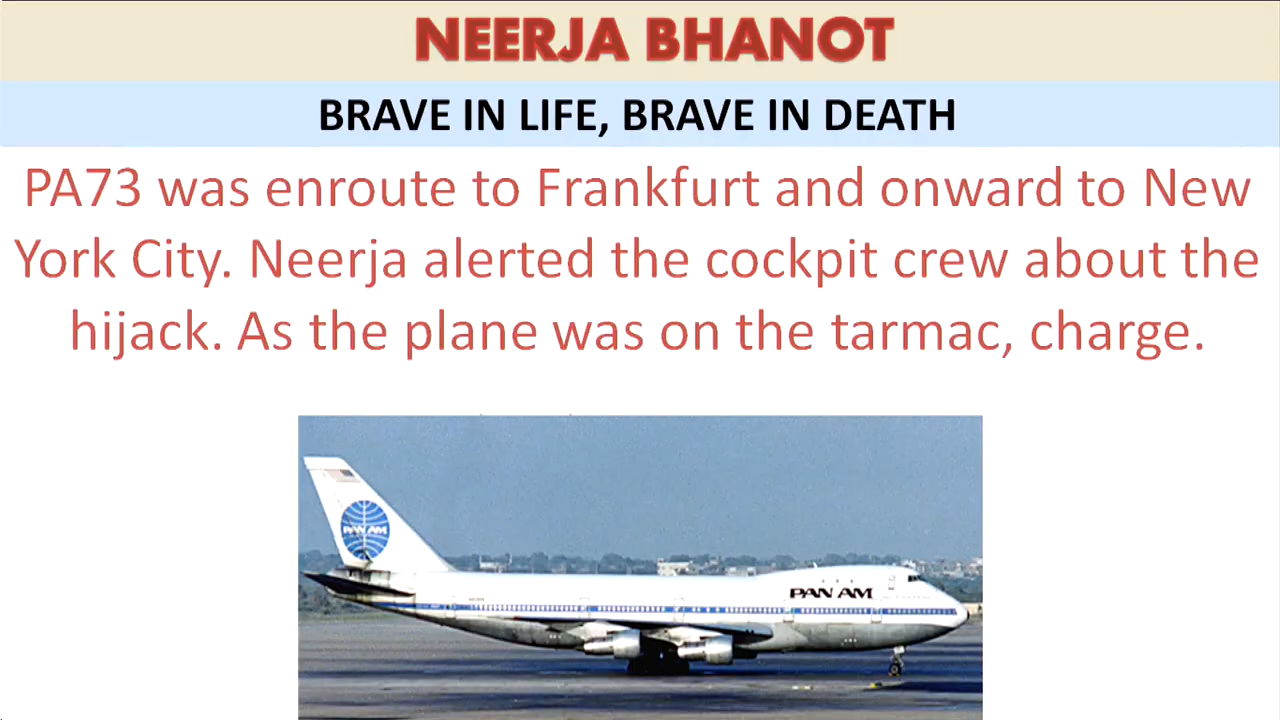 NEERJA BHANOT
BRAVE IN LIFE, BRAVE IN DEATH
PA73 was enroute to Frankfurt and onward to New
York City. Neerja alerted the cockpit crew about the
hijack. As the plane was on the tarmac, charge.
PAN AM
PAN AM